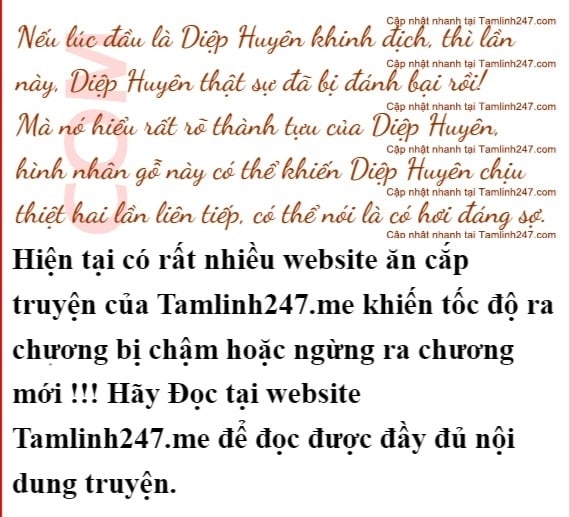 Cập nhật nhanh tại Tamlinh247.com
Nếu lúc đầu là Diệp Huyên khinh địch, thì lần
Cập nhật nhanh tại Tamlinh247.com
này, Diệp Huyên thật sự đã bị đánh bại rồi!
Cập nhật nhanh tại Tamlinh247.com
Mà nó hiểu rất rõ thành tựu của Diệp Huyên,
Cập nhật nhanh tại Tamlinh247.com
hình nhân gỗ này có thể khiến Diệp Huyên chịu
Cập nhật nhanh tại Tamlinh247.com
thiệt hai lần liên tiếp, có thể nói là có hơi đáng sợ.
Cập nhật nhanh tại Tamlinh247.com
COM
Hiện tại có rất nhiều website ăn cắp
truyện của Tamlinh247.me khiến tốc độ ra
chương bị chậm hoặc ngừng ra chương
mới !!! Hãy Đọc tại website
Tamlinh247.me để đọc được đầy đủ nội
dung truyện.